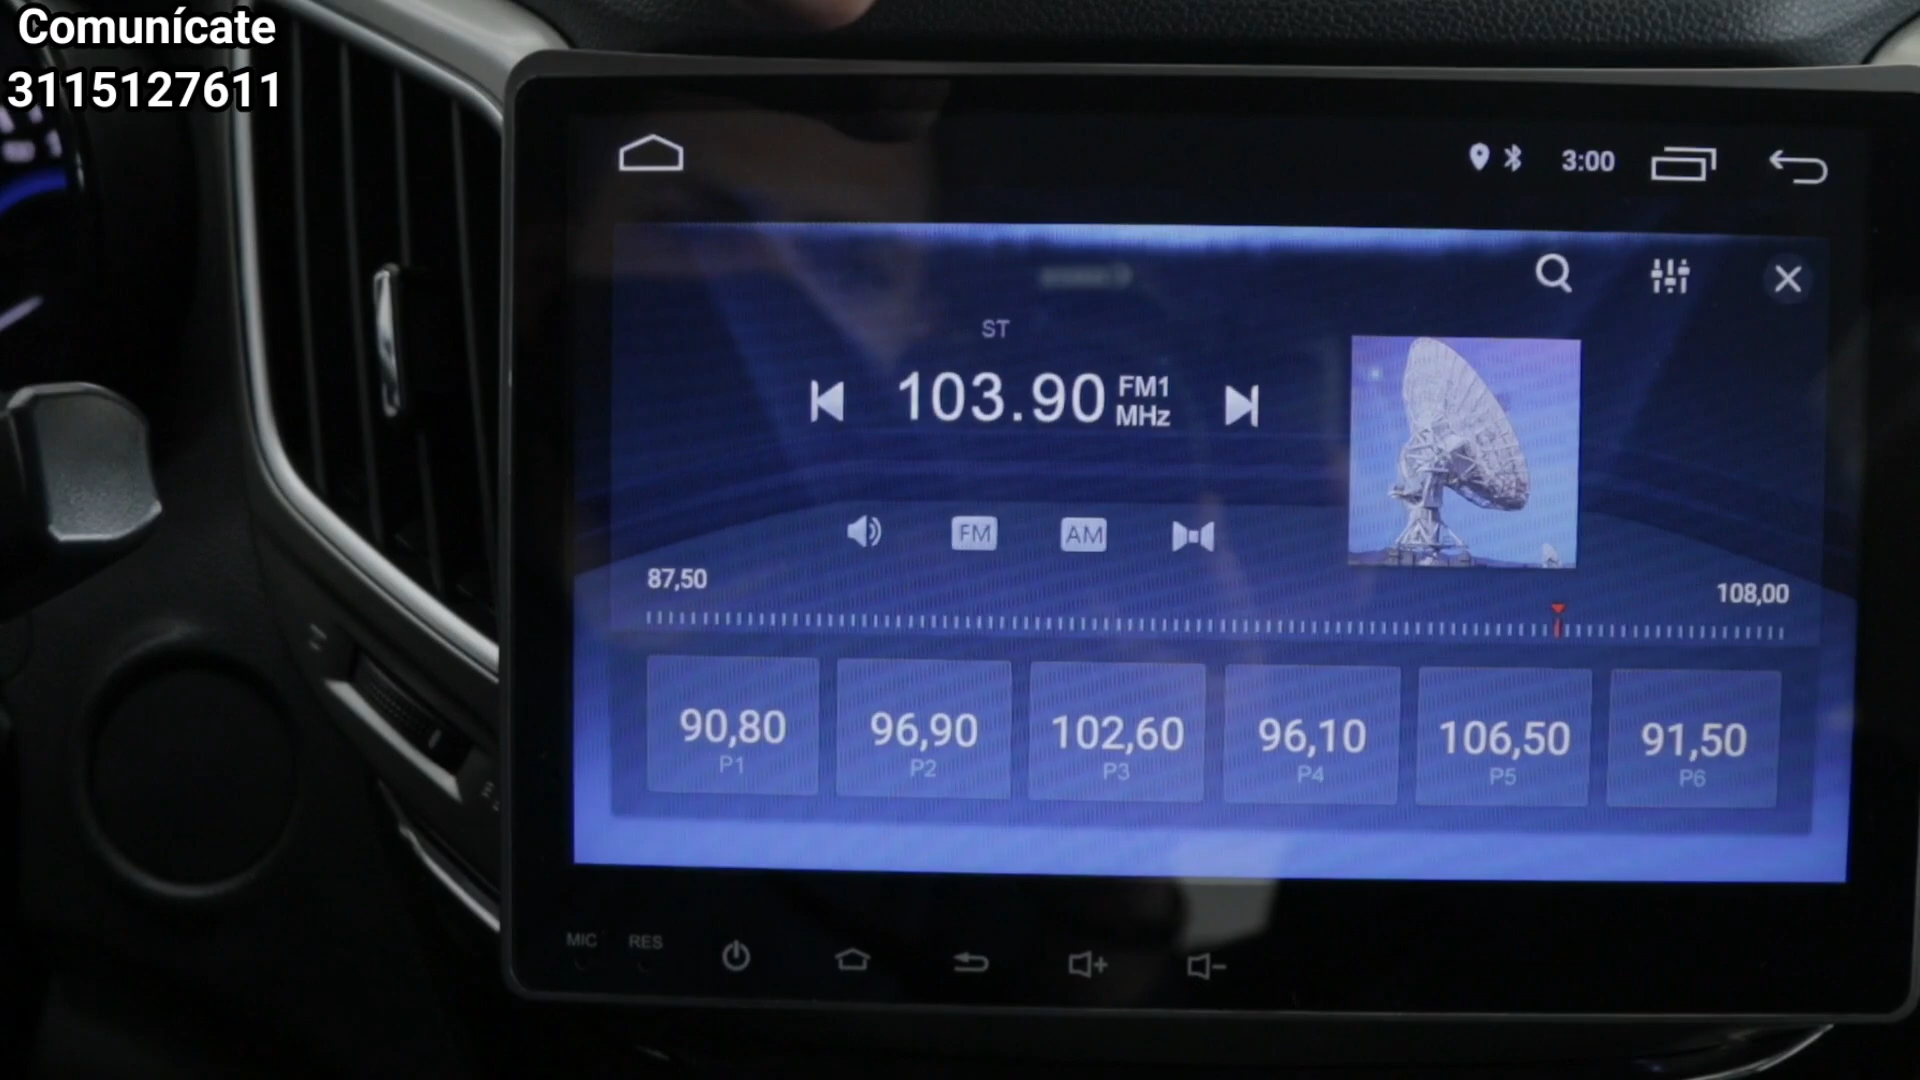 Comunícate
3115127611
3:00
ST
103.90 FM1
MHz
FM AM
87,50 108,00
90,80 96,90 102,60 96,10 106,50 91,50
P1 P2 P3 P4 P5 P6
MIC RES